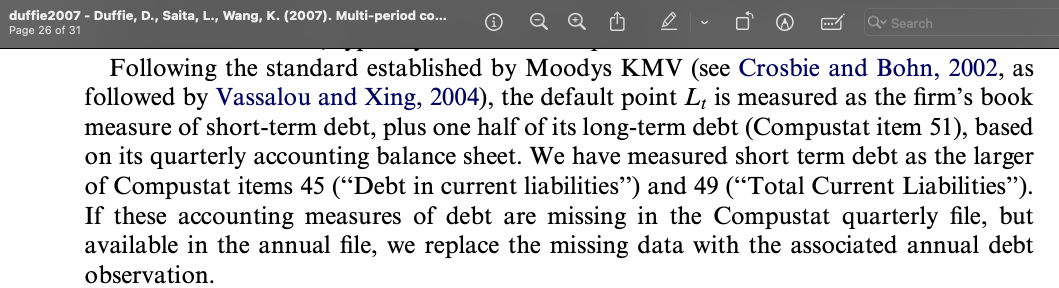 duffie2007 - Duffie, D., Saita, L., Wang, K. (2007). Multi-period co...
Page 26 of 31
Search
Following the standard established by Moodys KMV (see Crosbie and Bohn, 2002, as
followed by Vassalou and Xing, 2004), the default point Lt is measured as the firm’s book
measure of short-term debt, plus one half of its long-term debt (Compustat item 51), based
on its quarterly accounting balance sheet. We have measured short term debt as the larger
of Compustat items 45 (‘‘Debt in current liabilities’’) and 49 (‘‘Total Current Liabilities’’).
If these accounting measures of debt are missing in the Compustat quarterly file, but
available in the annual file, we replace the missing data with the associated annual debt
observation.